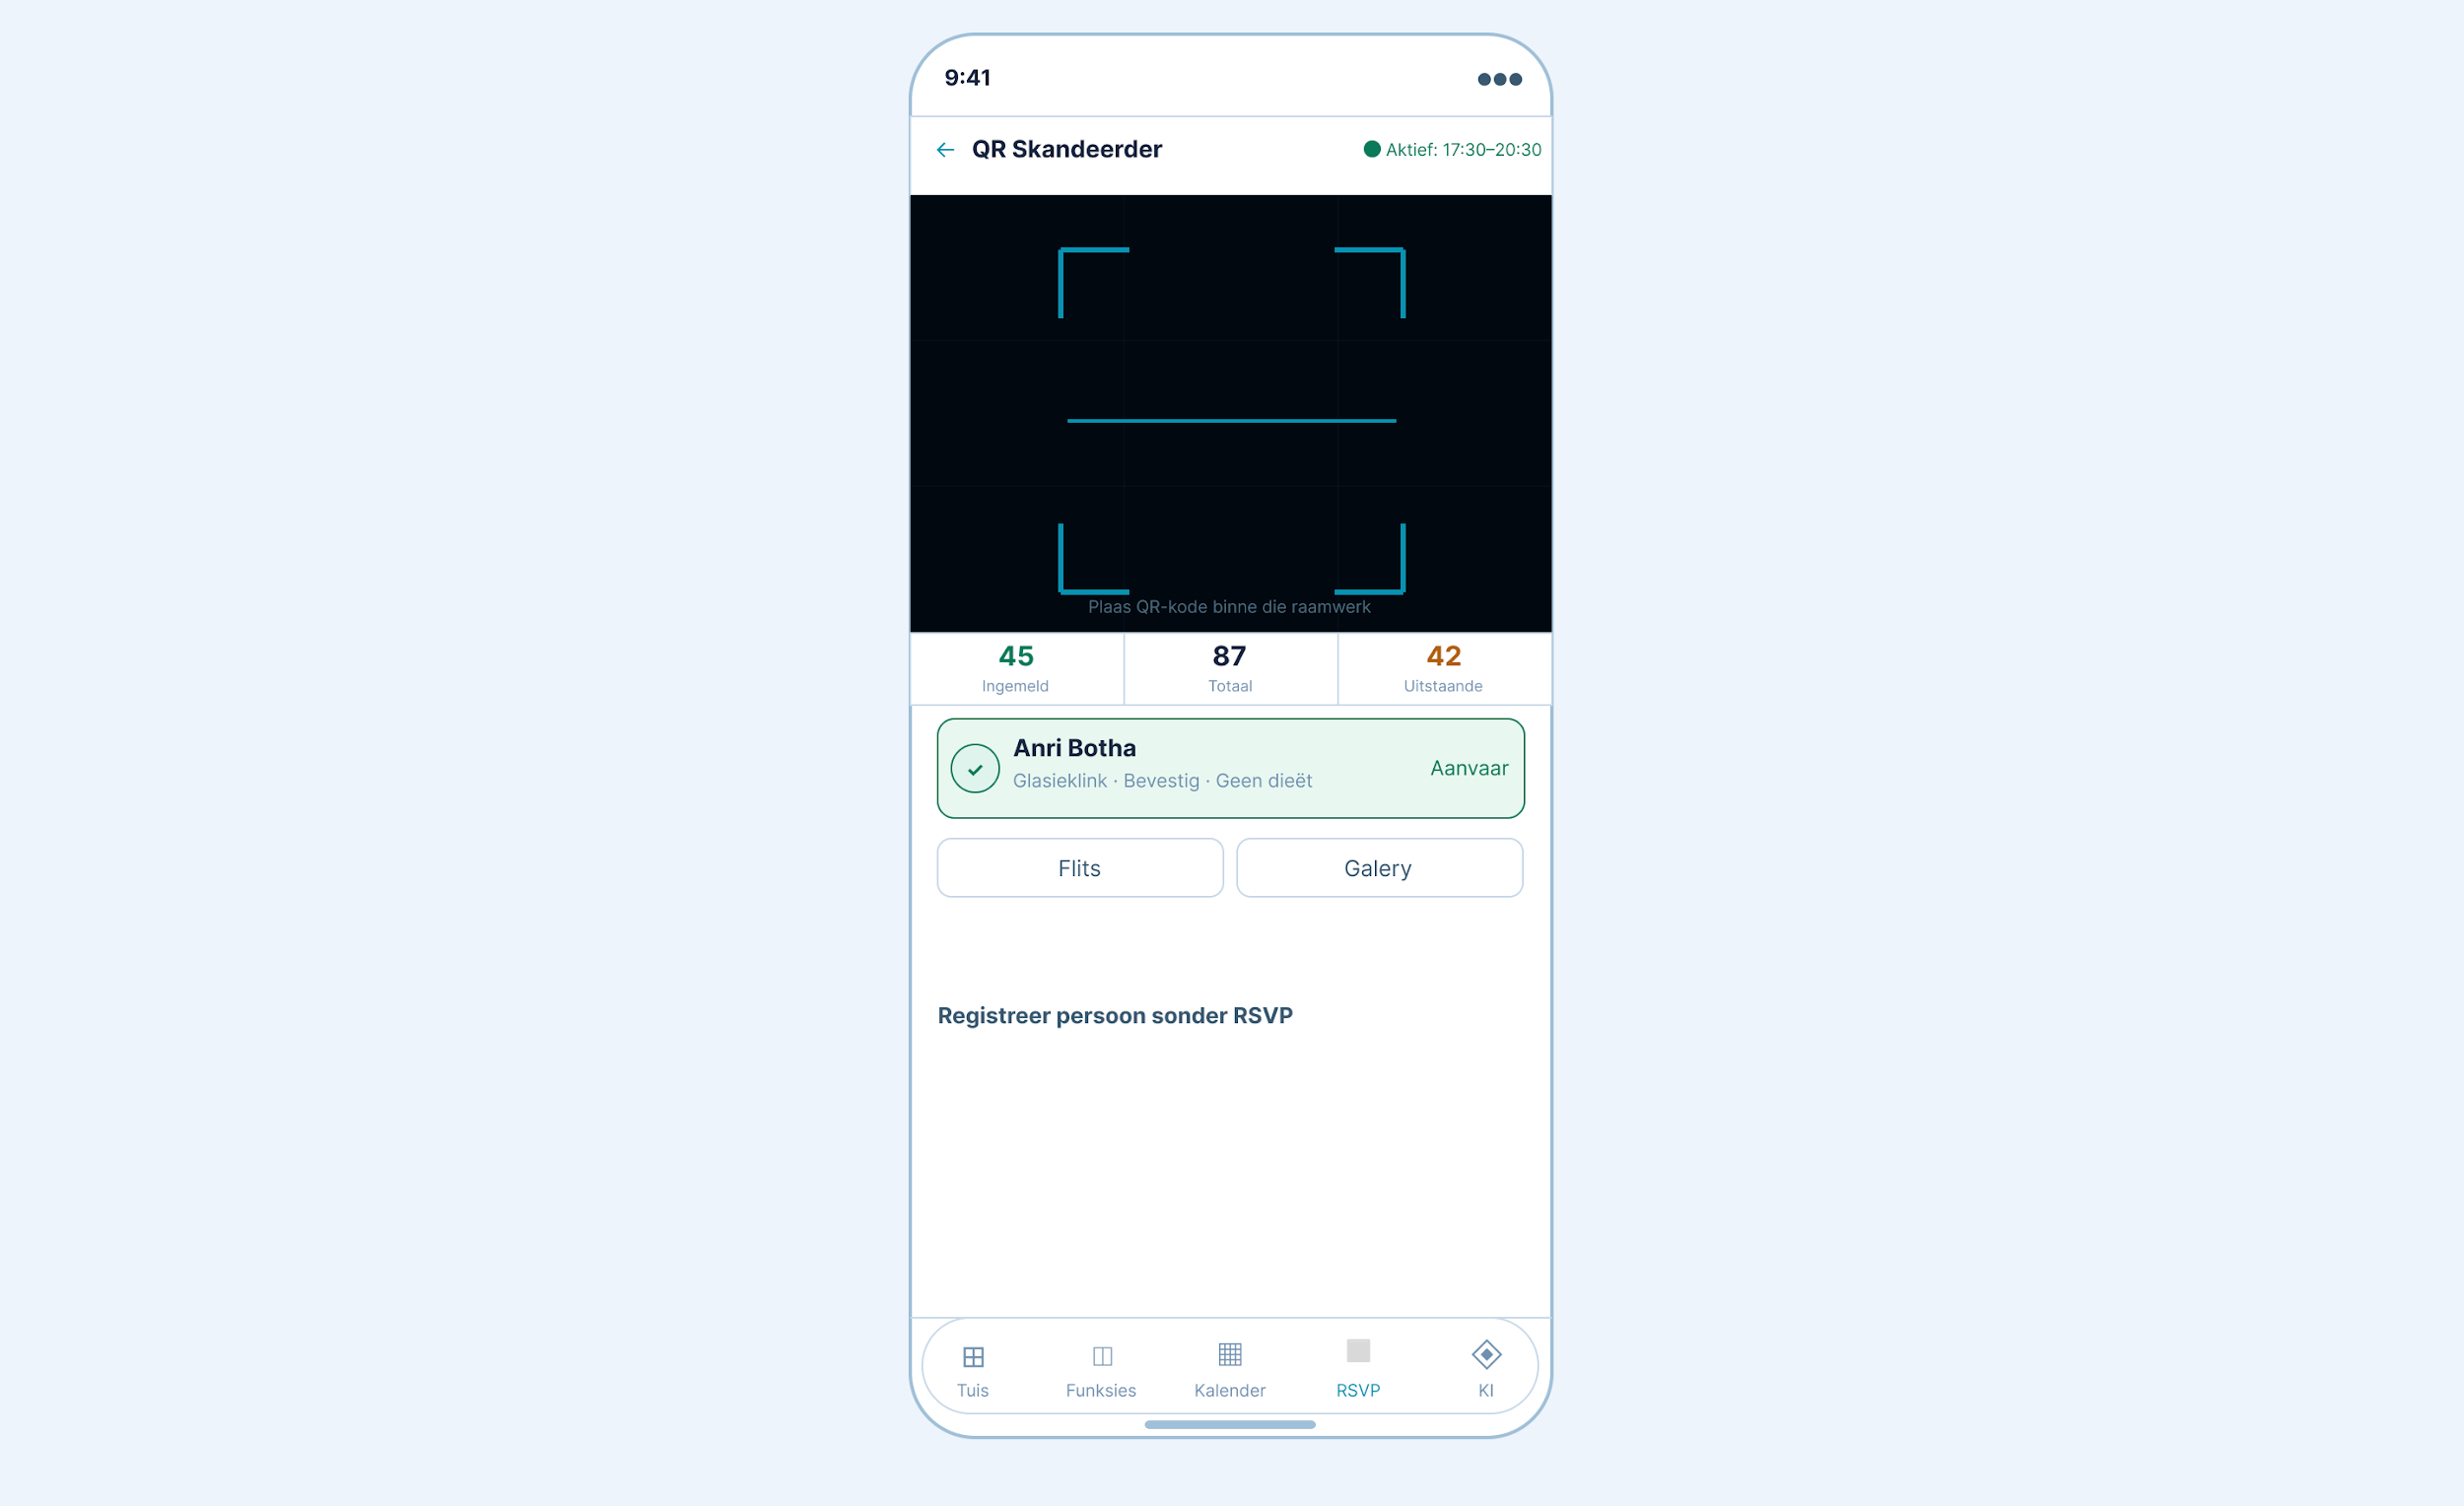 9:41
QR Skandeerder
Aktief: 17:30–20:30
Plaas QR-kode binne die raamwerk
45
Ingemeld
87
Totaal
42
Uitstaande
Anri Botha
Glasieklink · Bevestig · Geen dieët
Aanvaar
Flits
Galery
Registreer persoon sonder RSVP
Tuis
Funksies
Kalender
RSVP
KI